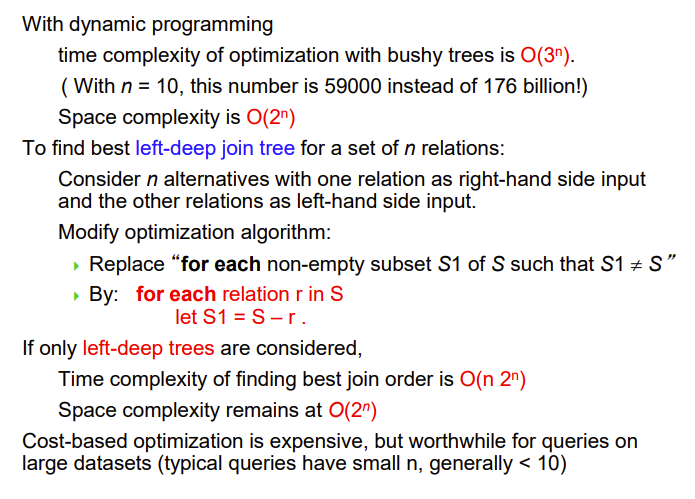 With dynamic programming
time complexity of optimization with bushy trees is O(3ⁿ).
( With n = 10, this number is 59000 instead of 176 billion!)
Space complexity is O(2ⁿ)
To find best left-deep join tree for a set of n relations:
Consider n alternatives with one relation as right-hand side input
and the other relations as left-hand side input.
Modify optimization algorithm:
Replace “for each non-empty subset S1 of S such that S1 ≠ S”
By: for each relation r in S
let S1 = S – r .
If only left-deep trees are considered,
Time complexity of finding best join order is O(n 2ⁿ)
Space complexity remains at O(2ⁿ)
Cost-based optimization is expensive, but worthwhile for queries on
large datasets (typical queries have small n, generally < 10)